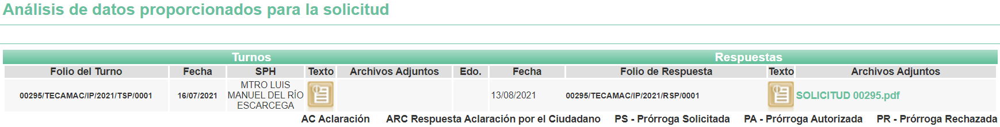 Análisis de datos proporcionados para la solicitud
Turnos Respuestas
Folio del Turno Fecha SPH Texto Archivos Adjuntos Edo. Fecha Folio de Respuesta Texto Archivos Adjuntos
00295/TECAMAC/IP/2021/TSP/0001 16/07/2021 MTRO LUIS
MANUEL DEL RÍO
ESCARCEGA
13/08/2021 00295/TECAMAC/IP/2021/RSP/0001 SOLICITUD 00295.pdf
AC Aclaración ARC Respuesta Aclaración por el Ciudadano PS - Prórroga Solicitada PA - Prórroga Autorizada PR - Prórroga Rechazada